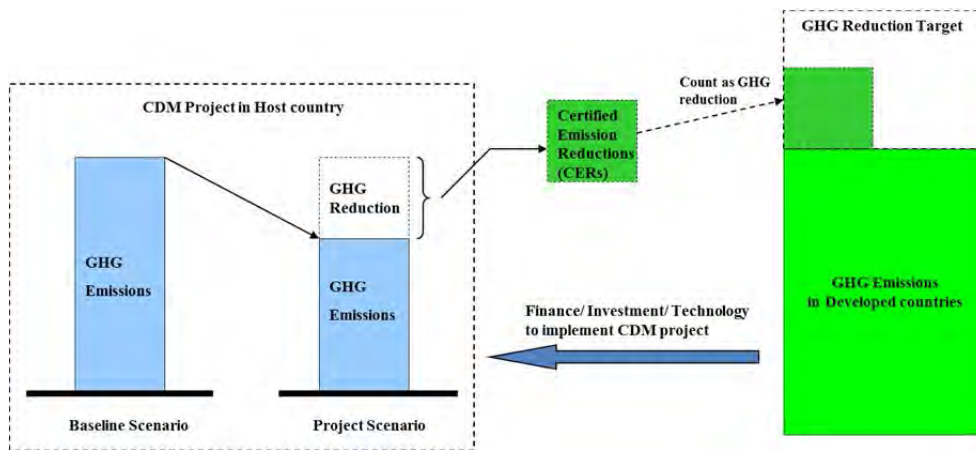 GHG Reduction Target
CDM Project in Host country
Count as GHG
reduction
Certified
Emission
Reductions
(CERs)
GHG
Reduction
GHG
Emissions
GHG
Emissions
GHG Emissions
in Developed countries
Finance/ Investment/ Technology
to implement CDM project
Baseline Scenario
Project Scenario